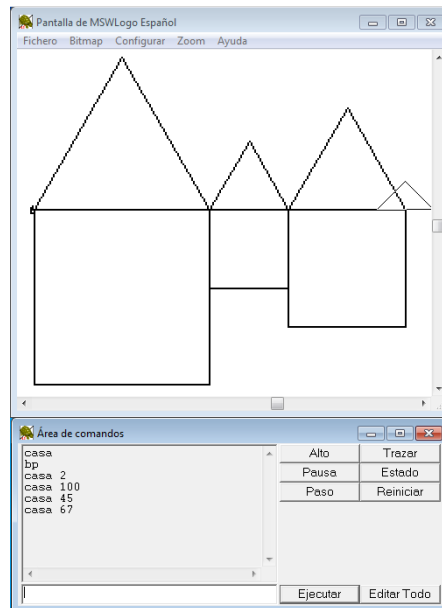 Pantalla de MSWLogo Español
Fichero Bitmap Configurar Zoom Ayuda
Área de comandos
casa
bp
casa 2
casa 100
casa 45
casa 67
Alto Trazar
Pausa Estado
Paso Reiniciar
Ejecutar Editar Todo